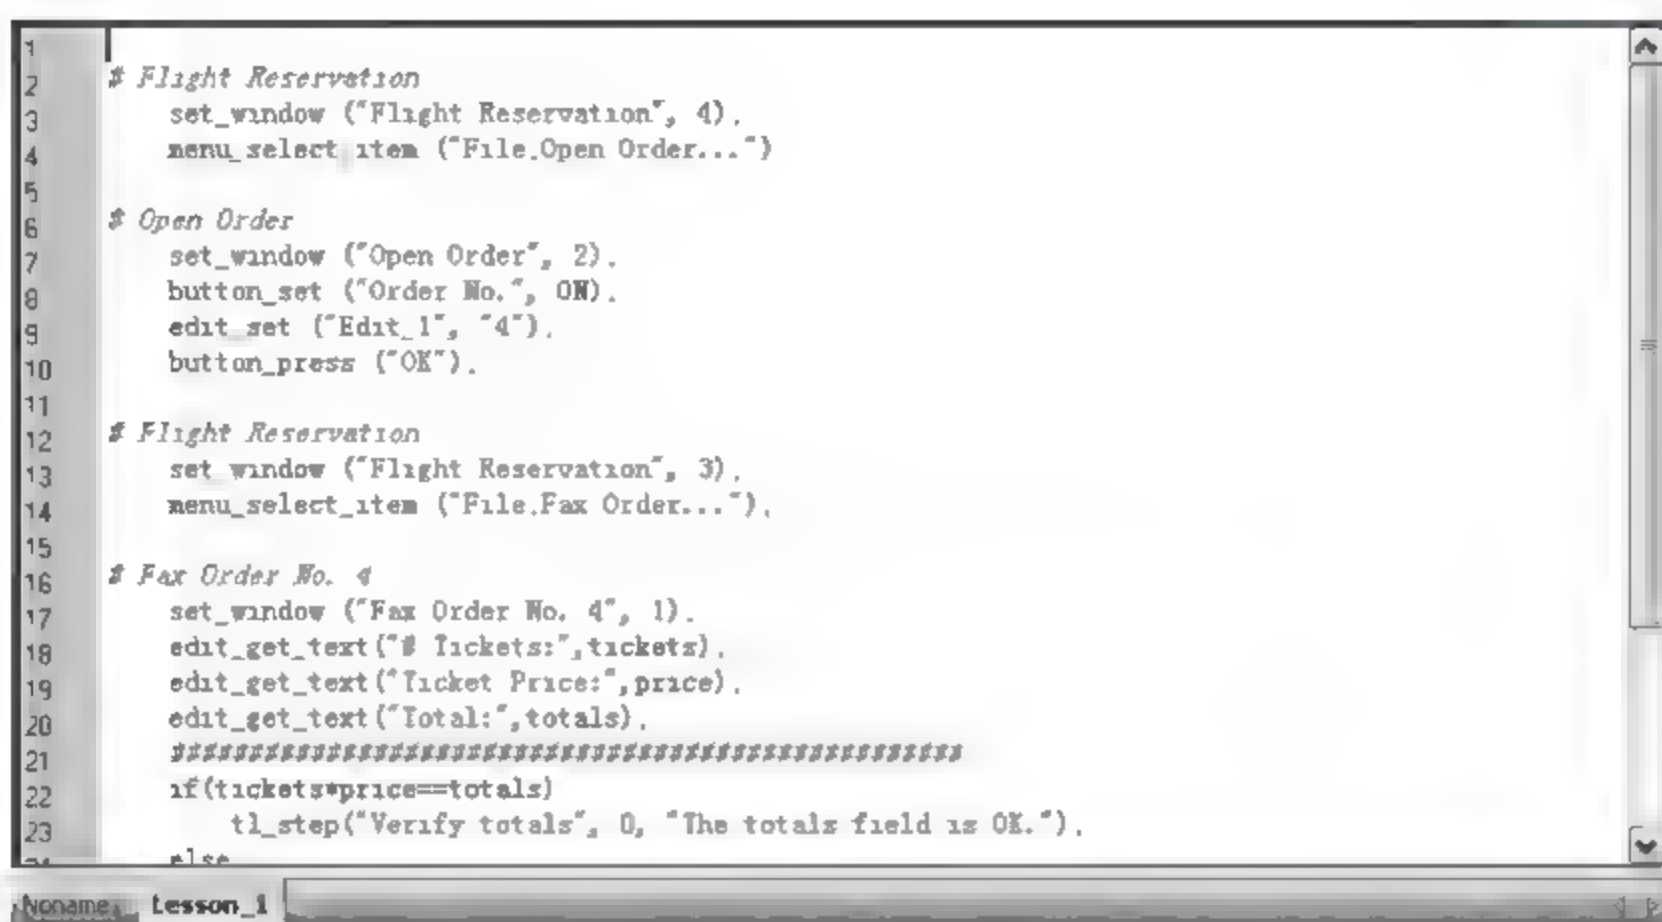 1
2 # Flight Reservation
3 set_window ("Flight Reservation", 4);
4 menu_select_item ("File;Open Order...")
5
6 # Open Order
7 set_window ("Open Order", 2);
8 button_set ("Order No.", ON);
9 edit_set ("Edit_1", "4");
10 button_press ("OK");
11
12 # Flight Reservation
13 set_window ("Flight Reservation", 3);
14 menu_select_item ("File;Fax Order...");
15
16 # Fax Order No. 4
17 set_window ("Fax Order No. 4", 1);
18 edit_get_text("# Tickets:",tickets);
19 edit_get_text("Ticket Price:",price);
20 edit_get_text("Total:",totals);
21 ###################################################
22 if(tickets*price==totals)
23 tl_step("Verify totals", 0, "The totals field is OK.");
24 else
Noname Lesson_1